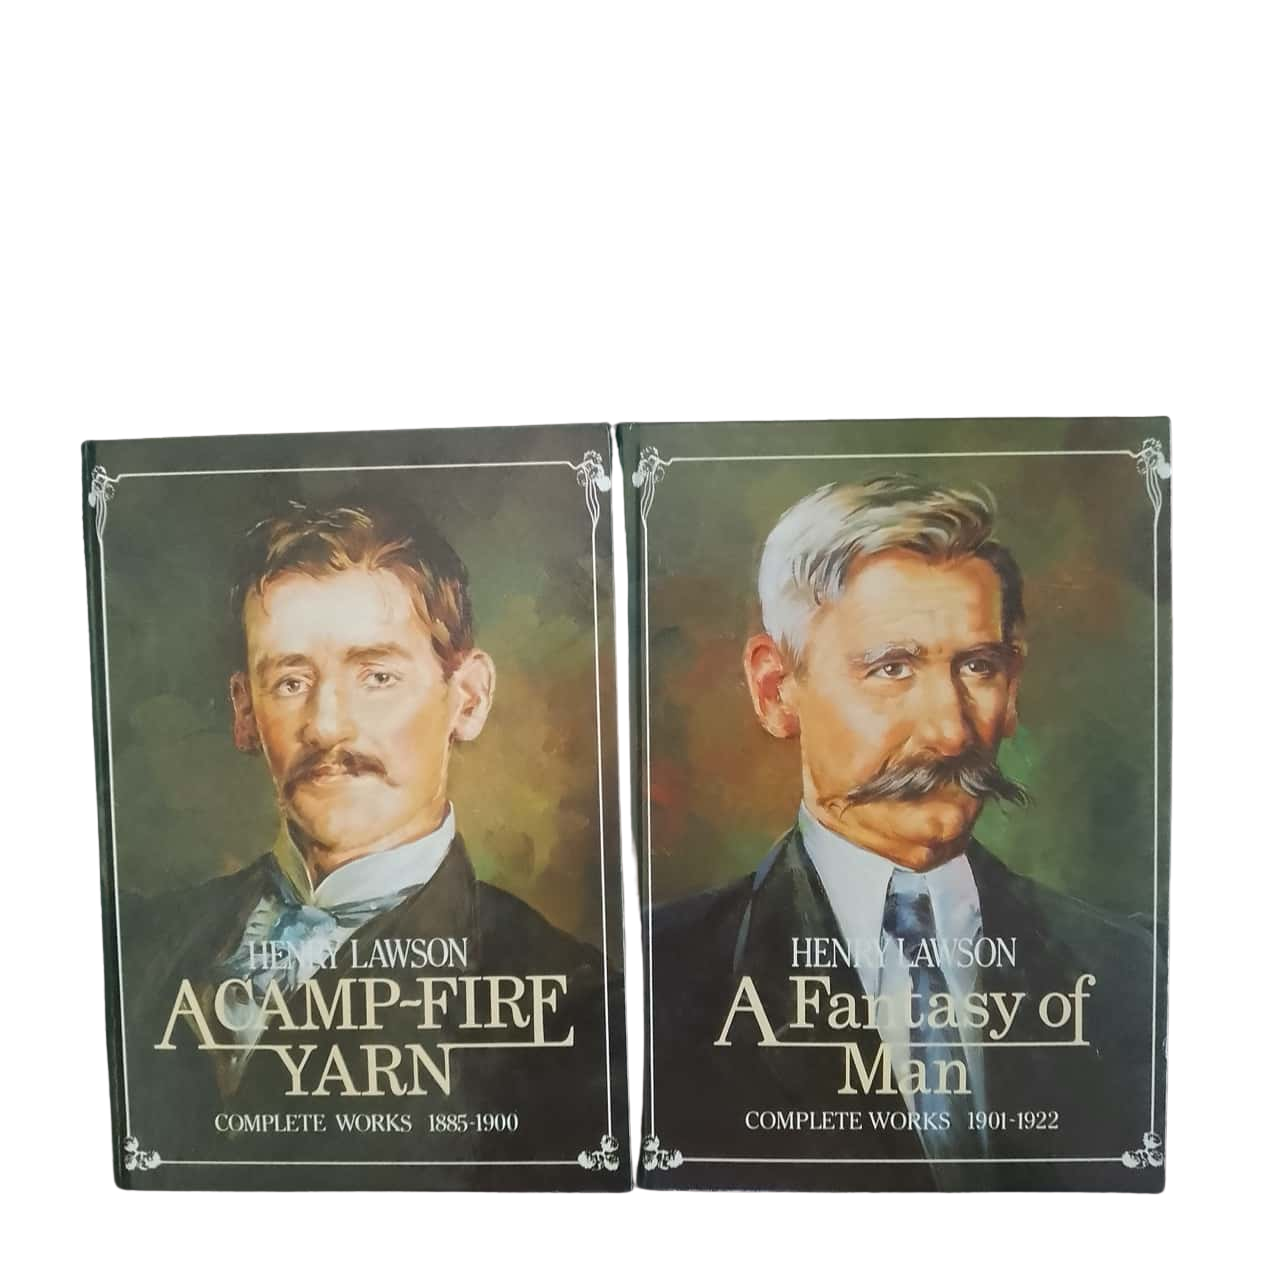 HENRY LAWSON
A CAMP-FIRE
YARN
COMPLETE WORKS 1885-1900
HENRY LAWSON
A Fantasy of
Man
COMPLETE WORKS 1901-1922